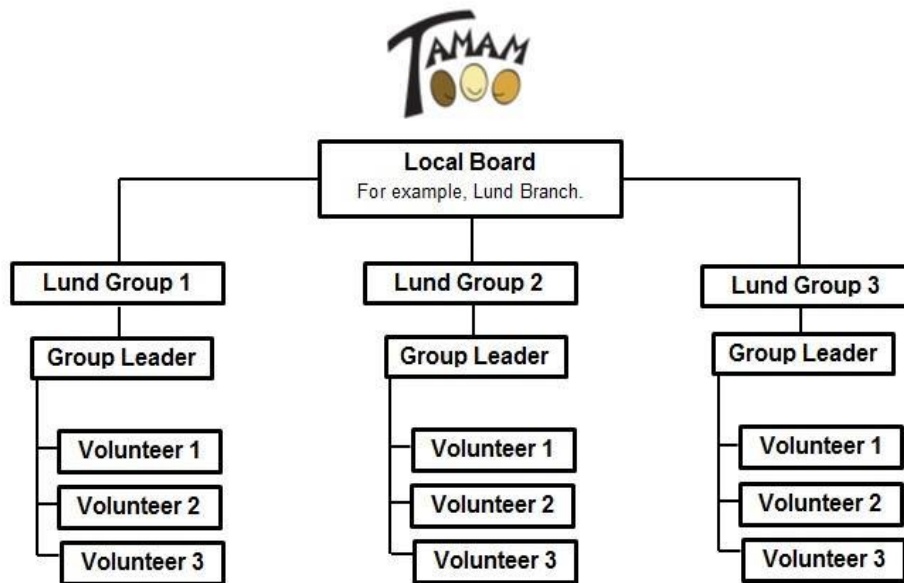 TAMAM
Local Board
For example, Lund Branch.
Lund Group 1
Lund Group 2
Lund Group 3
Group Leader
Group Leader
Group Leader
Volunteer 1
Volunteer 1
Volunteer 1
Volunteer 2
Volunteer 2
Volunteer 2
Volunteer 3
Volunteer 3
Volunteer 3